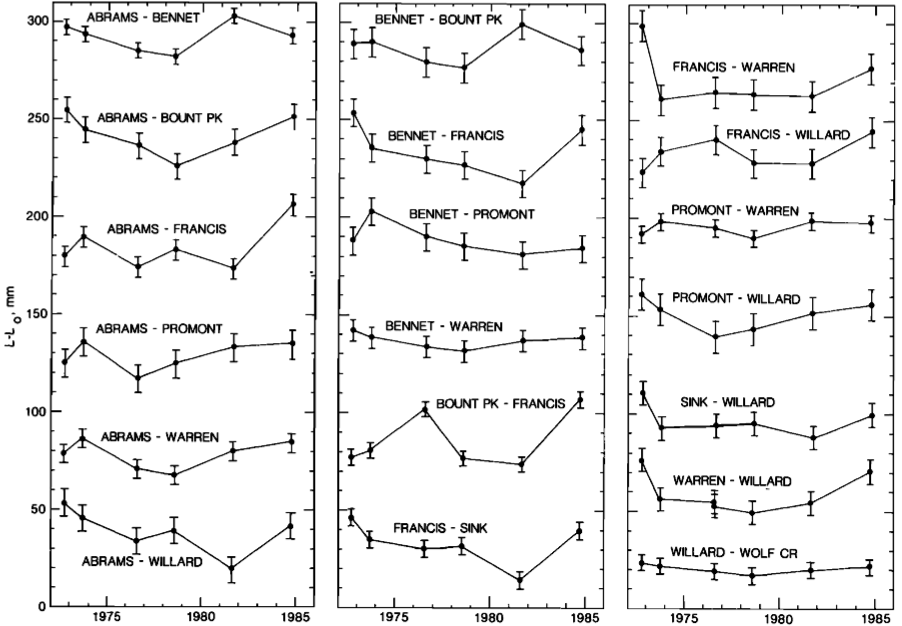 300
250
200
150
100
50
0
L-Lo, mm
ABRAMS - BENNET
ABRAMS - BOUNT PK
ABRAMS - FRANCIS
ABRAMS - PROMONT
ABRAMS - WARREN
ABRAMS - WILLARD
1975 1980 1985
BENNET - BOUNT PK
BENNET - FRANCIS
BENNET - PROMONT
BENNET - WARREN
BOUNT PK - FRANCIS
FRANCIS - SINK
1975 1980 1985
FRANCIS - WARREN
FRANCIS - WILLARD
PROMONT - WARREN
PROMONT - WILLARD
SINK - WILLARD
WARREN - WILLARD
WILLARD - WOLF CR
1975 1980 1985